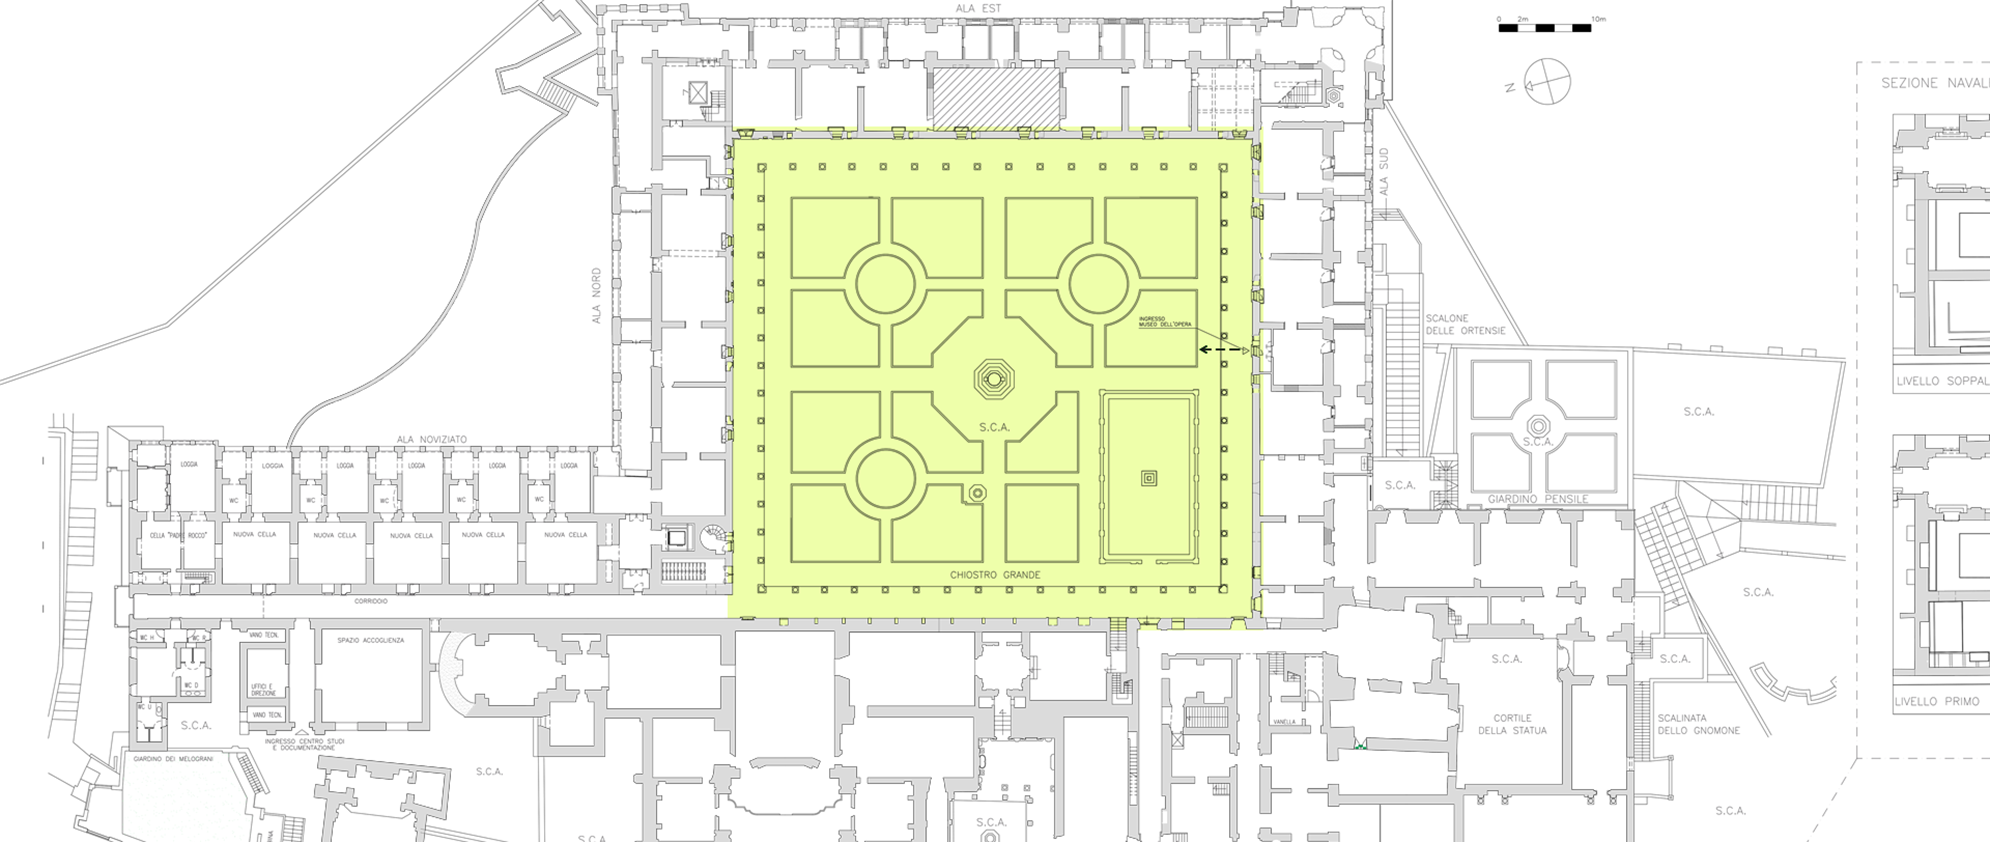 ALA EST
0 2m 10m
N
SEZIONE NAVALE
ALA SUD
ALA NORD
INGRESSO
MUSEO DELL'OPERA
SCALONE
DELLE ORTENSIE
LIVELLO SOPPAL
S.C.A.
S.C.A.
S.C.A.
ALA NOVIZIATO
LOGGIA
LOGGIA
LOGGIA
LOGGIA
LOGGIA
LOGGIA
WC
WC
WC
WC
WC
S.C.A.
GIARDINO PENSILE
CELLA "PADRE ROCCO"
NUOVA CELLA
NUOVA CELLA
NUOVA CELLA
NUOVA CELLA
NUOVA CELLA
CHIOSTRO GRANDE
S.C.A.
CORRIDOIO
WC H
WC R
VANO TECN.
SPAZIO ACCOGLIENZA
S.C.A.
S.C.A.
WC D
UFFICI E
DIREZIONE
WC U
VANO TECN.
LIVELLO PRIMO
S.C.A.
VANELLA
CORTILE
DELLA STATUA
SCALINATA
DELLO GNOMONE
INGRESSO CENTRO STUDI
E DOCUMENTAZIONE
GIARDINO DEI MELOGRANI
S.C.A.
S.C.A.
S.C.A.
S.C.A.